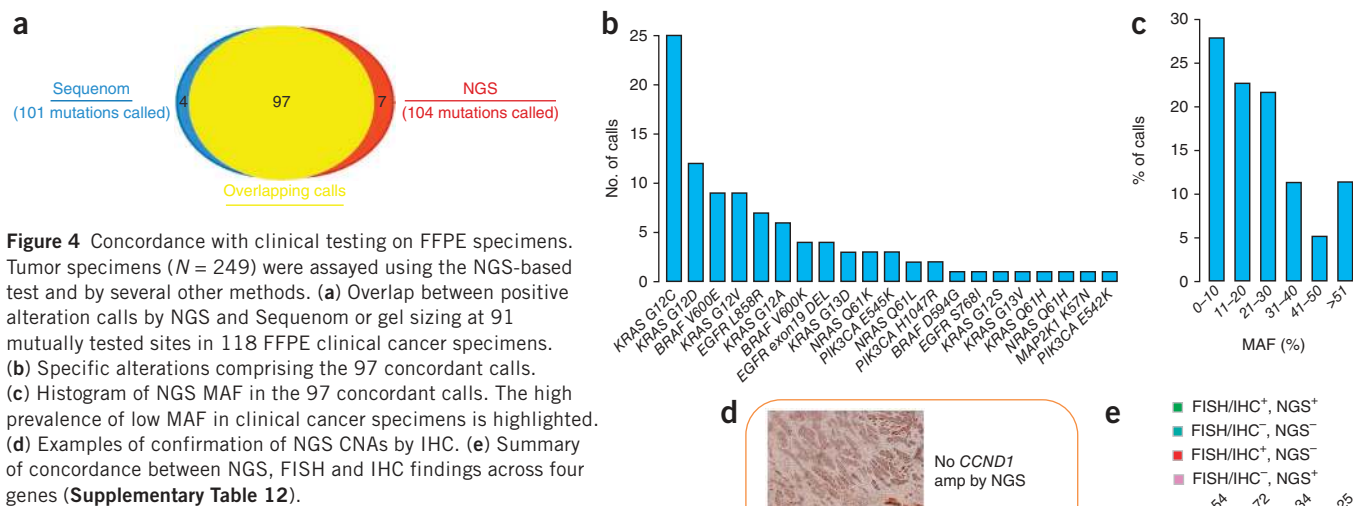 a
Sequenom
(101 mutations called)
4
97
7
NGS
(104 mutations called)
Overlapping calls
Figure 4 Concordance with clinical testing on FFPE specimens.
Tumor specimens (N = 249) were assayed using the NGS-based
test and by several other methods. (a) Overlap between positive
alteration calls by NGS and Sequenom or gel sizing at 91
mutually tested sites in 118 FFPE clinical cancer specimens.
(b) Specific alterations comprising the 97 concordant calls.
(c) Histogram of NGS MAF in the 97 concordant calls. The high
prevalence of low MAF in clinical cancer specimens is highlighted.
(d) Examples of confirmation of NGS CNAs by IHC. (e) Summary
of concordance between NGS, FISH and IHC findings across four
genes (Supplementary Table 12).
b
No. of calls
25
20
15
10
5
0
KRAS G12C
KRAS G12D
BRAF V600E
KRAS G12V
EGFR L858R
KRAS G12A
BRAF V600K
EGFR exon19 DEL
KRAS G13D
NRAS Q61K
PIK3CA E545K
NRAS Q61L
PIK3CA H1047R
BRAF D594G
EGFR S768I
KRAS G12S
KRAS G13V
KRAS Q61H
NRAS Q61H
MAP2K1 K57N
PIK3CA E542K
c
% of calls
30
25
20
15
10
5
0
0–10
11–20
21–30
31–40
41–50
>51
MAF (%)
d
No CCND1
amp by NGS
e
FISH/IHC+, NGS+
FISH/IHC−, NGS−
FISH/IHC+, NGS−
FISH/IHC−, NGS+
54
72
34
25